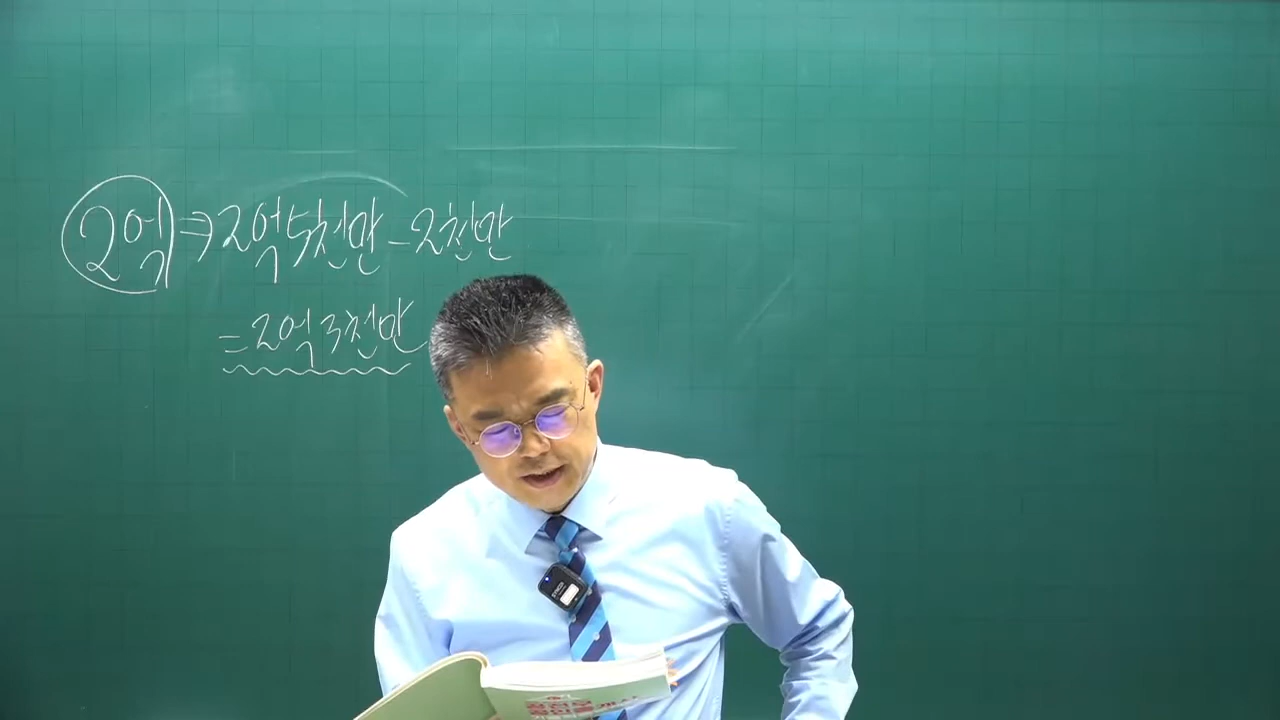 2억 ⇒ 2억5천만 - 2천만
= 2억 3천만